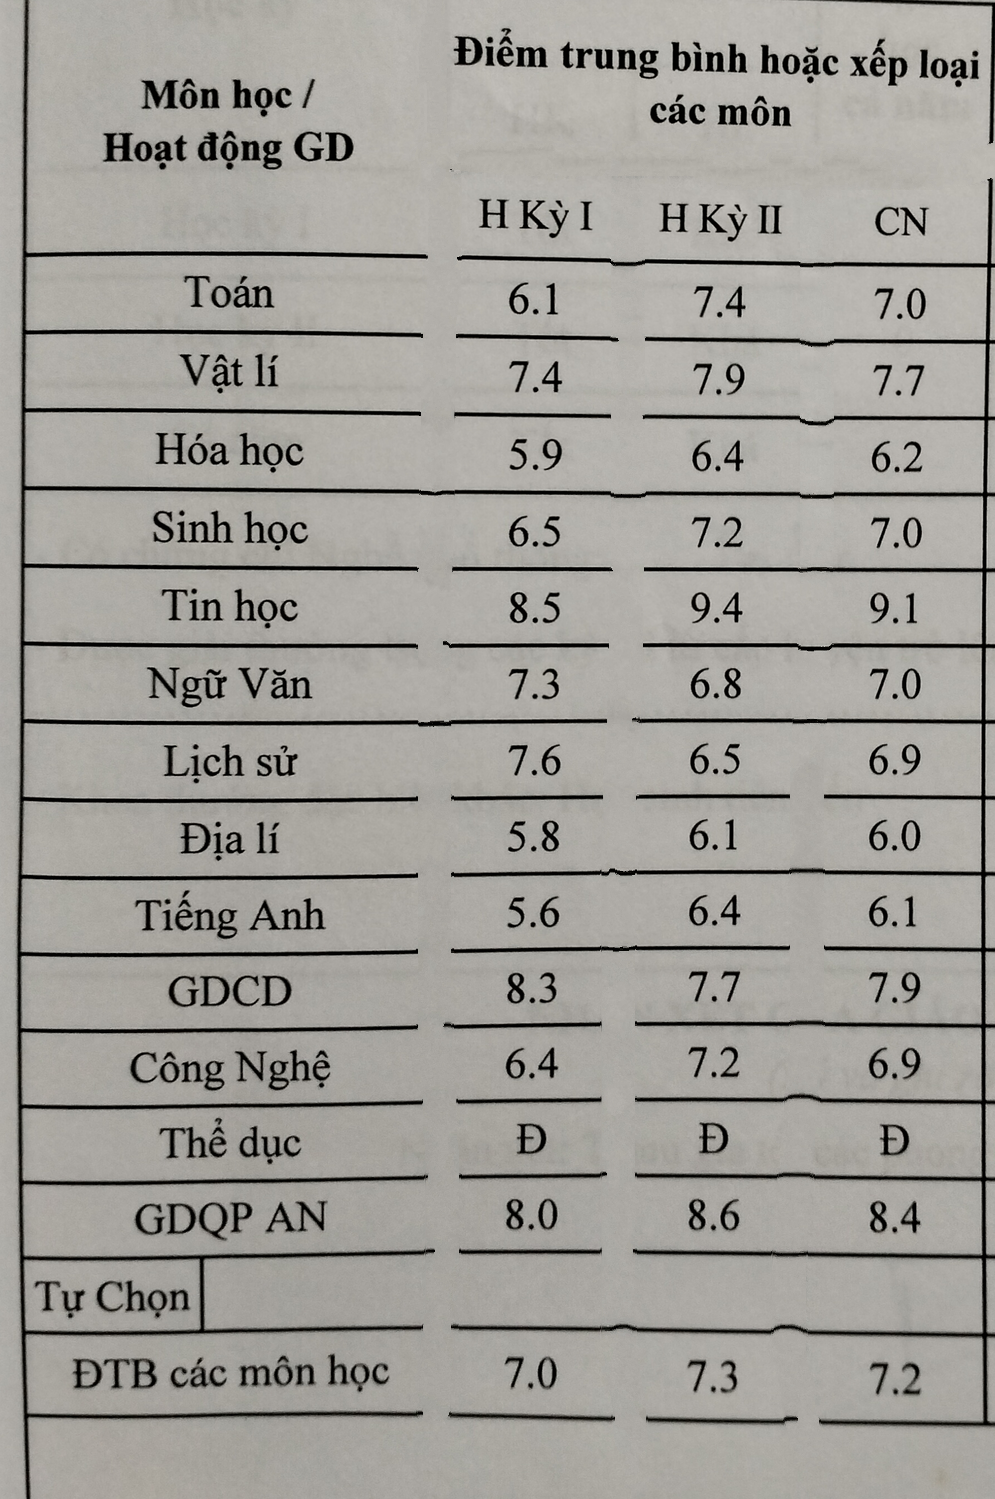 Môn học /
Hoạt động GD
Điểm trung bình hoặc xếp loại
các môn
H Kỳ I H Kỳ II CN
Toán 6.1 7.4 7.0
Vật lí 7.4 7.9 7.7
Hóa học 5.9 6.4 6.2
Sinh học 6.5 7.2 7.0
Tin học 8.5 9.4 9.1
Ngữ Văn 7.3 6.8 7.0
Lịch sử 7.6 6.5 6.9
Địa lí 5.8 6.1 6.0
Tiếng Anh 5.6 6.4 6.1
GDCD 8.3 7.7 7.9
Công Nghệ 6.4 7.2 6.9
Thể dục Đ Đ Đ
GDQP AN 8.0 8.6 8.4
Tự Chọn
ĐTB các môn học 7.0 7.3 7.2